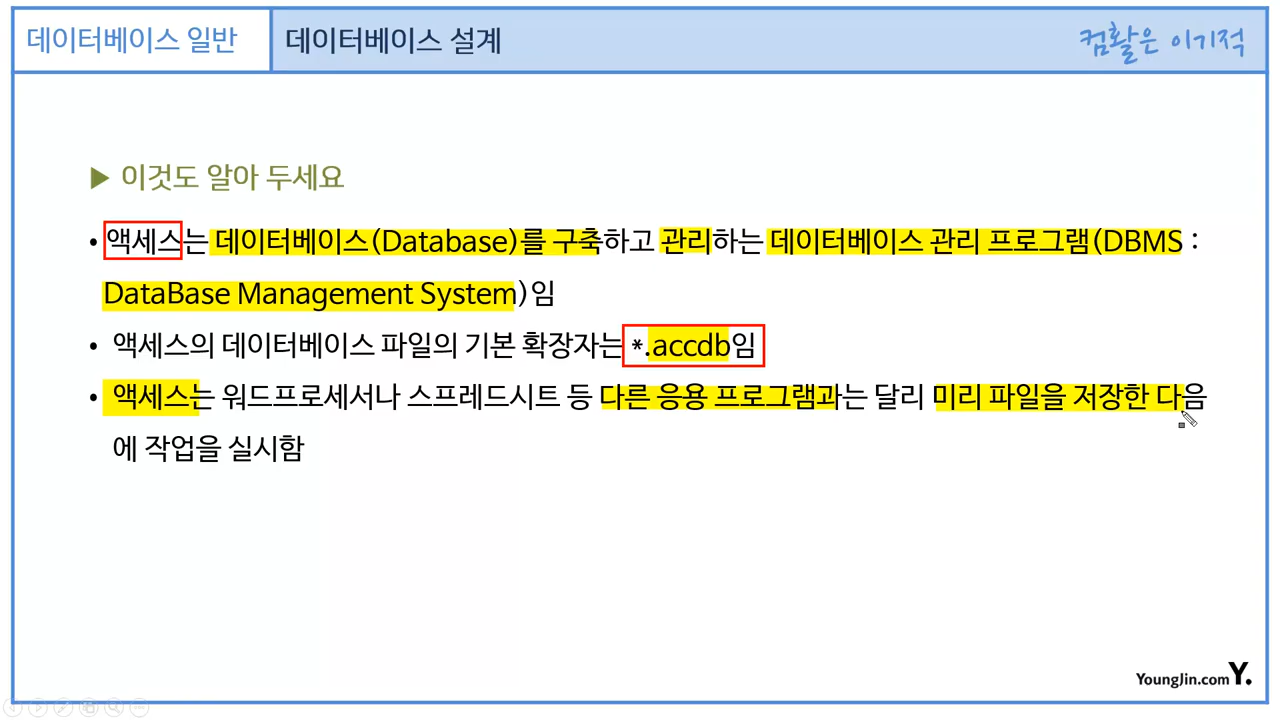 데이터베이스 일반
데이터베이스 설계
컴활은 이기적
▶ 이것도 알아 두세요
• 액세스는 데이터베이스(Database)를 구축하고 관리하는 데이터베이스 관리 프로그램(DBMS :
DataBase Management System)임
• 액세스의 데이터베이스 파일의 기본 확장자는 *.accdb임
• 액세스는 워드프로세서나 스프레드시트 등 다른 응용 프로그램과는 달리 미리 파일을 저장한 다음
에 작업을 실시함
YoungJin.com Y.